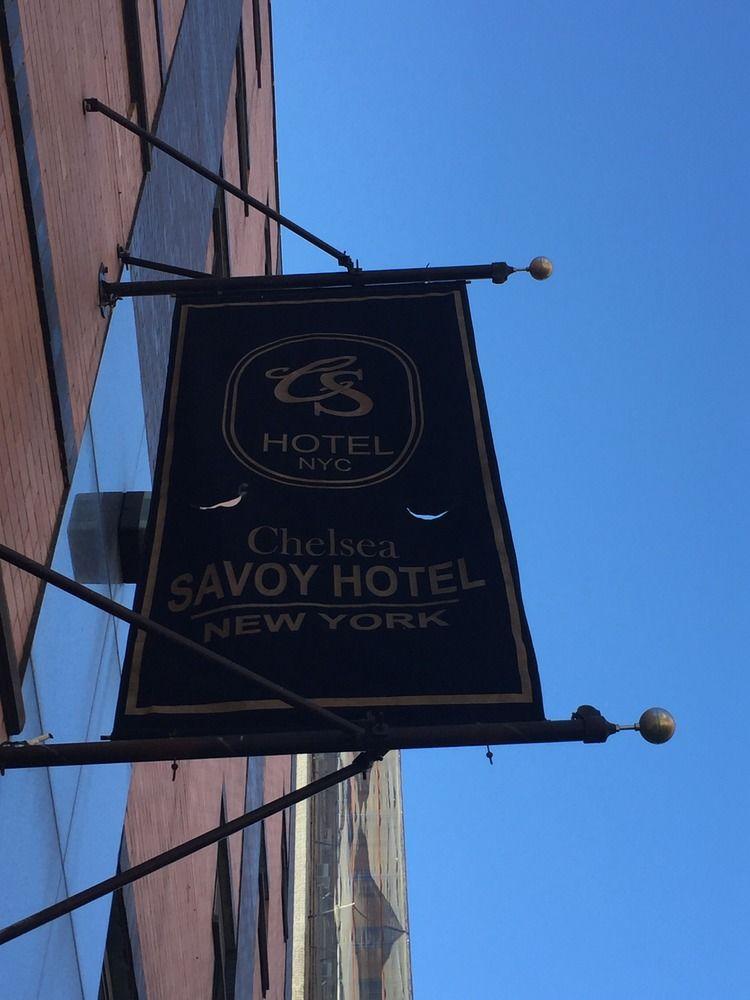 CS
HOTEL
NYC
Chelsea
SAVOY HOTEL
NEW YORK